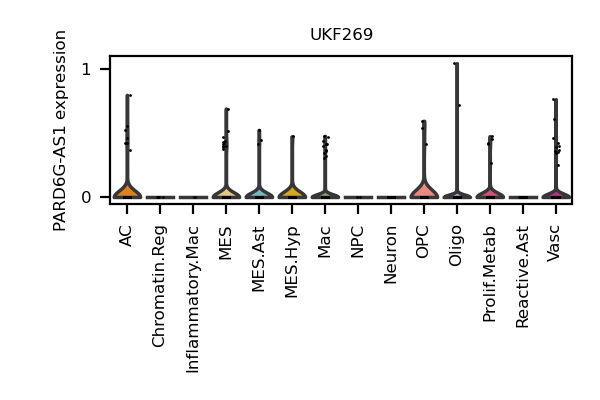 UKF269
PARD6G-AS1 expression
1
0
AC
Chromatin.Reg
Inflammatory.Mac
MES
MES.Ast
MES.Hyp
Mac
NPC
Neuron
OPC
Oligo
Prolif.Metab
Reactive.Ast
Vasc